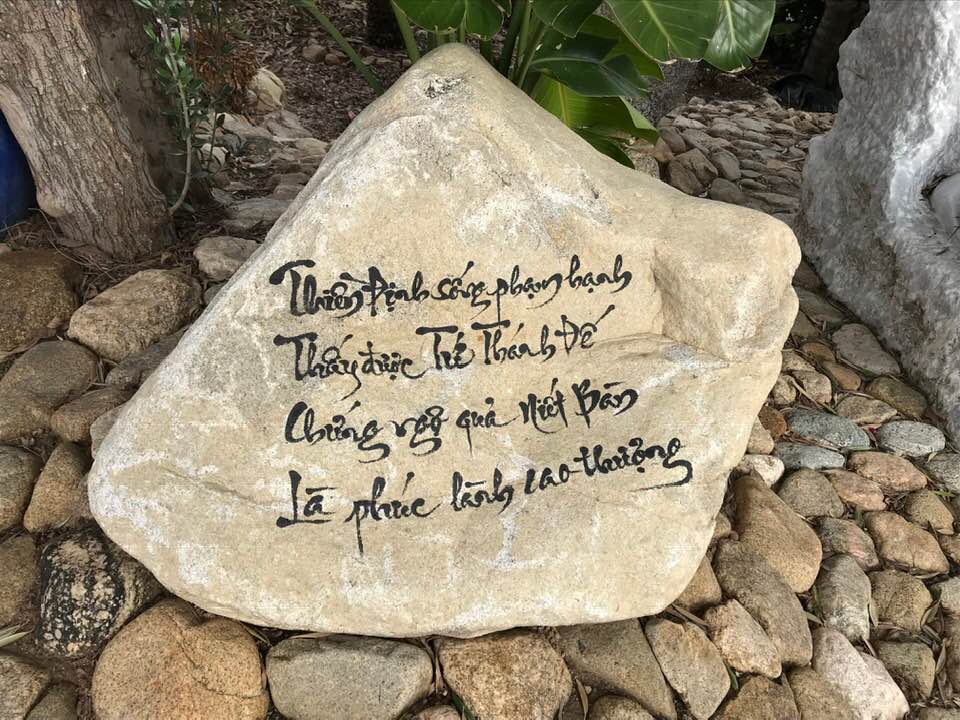 Thiền Định sống phạm hạnh
Thấy được Tứ Thánh Đế
Chứng ngộ quả Niết Bàn
Là phúc lành cao thượng